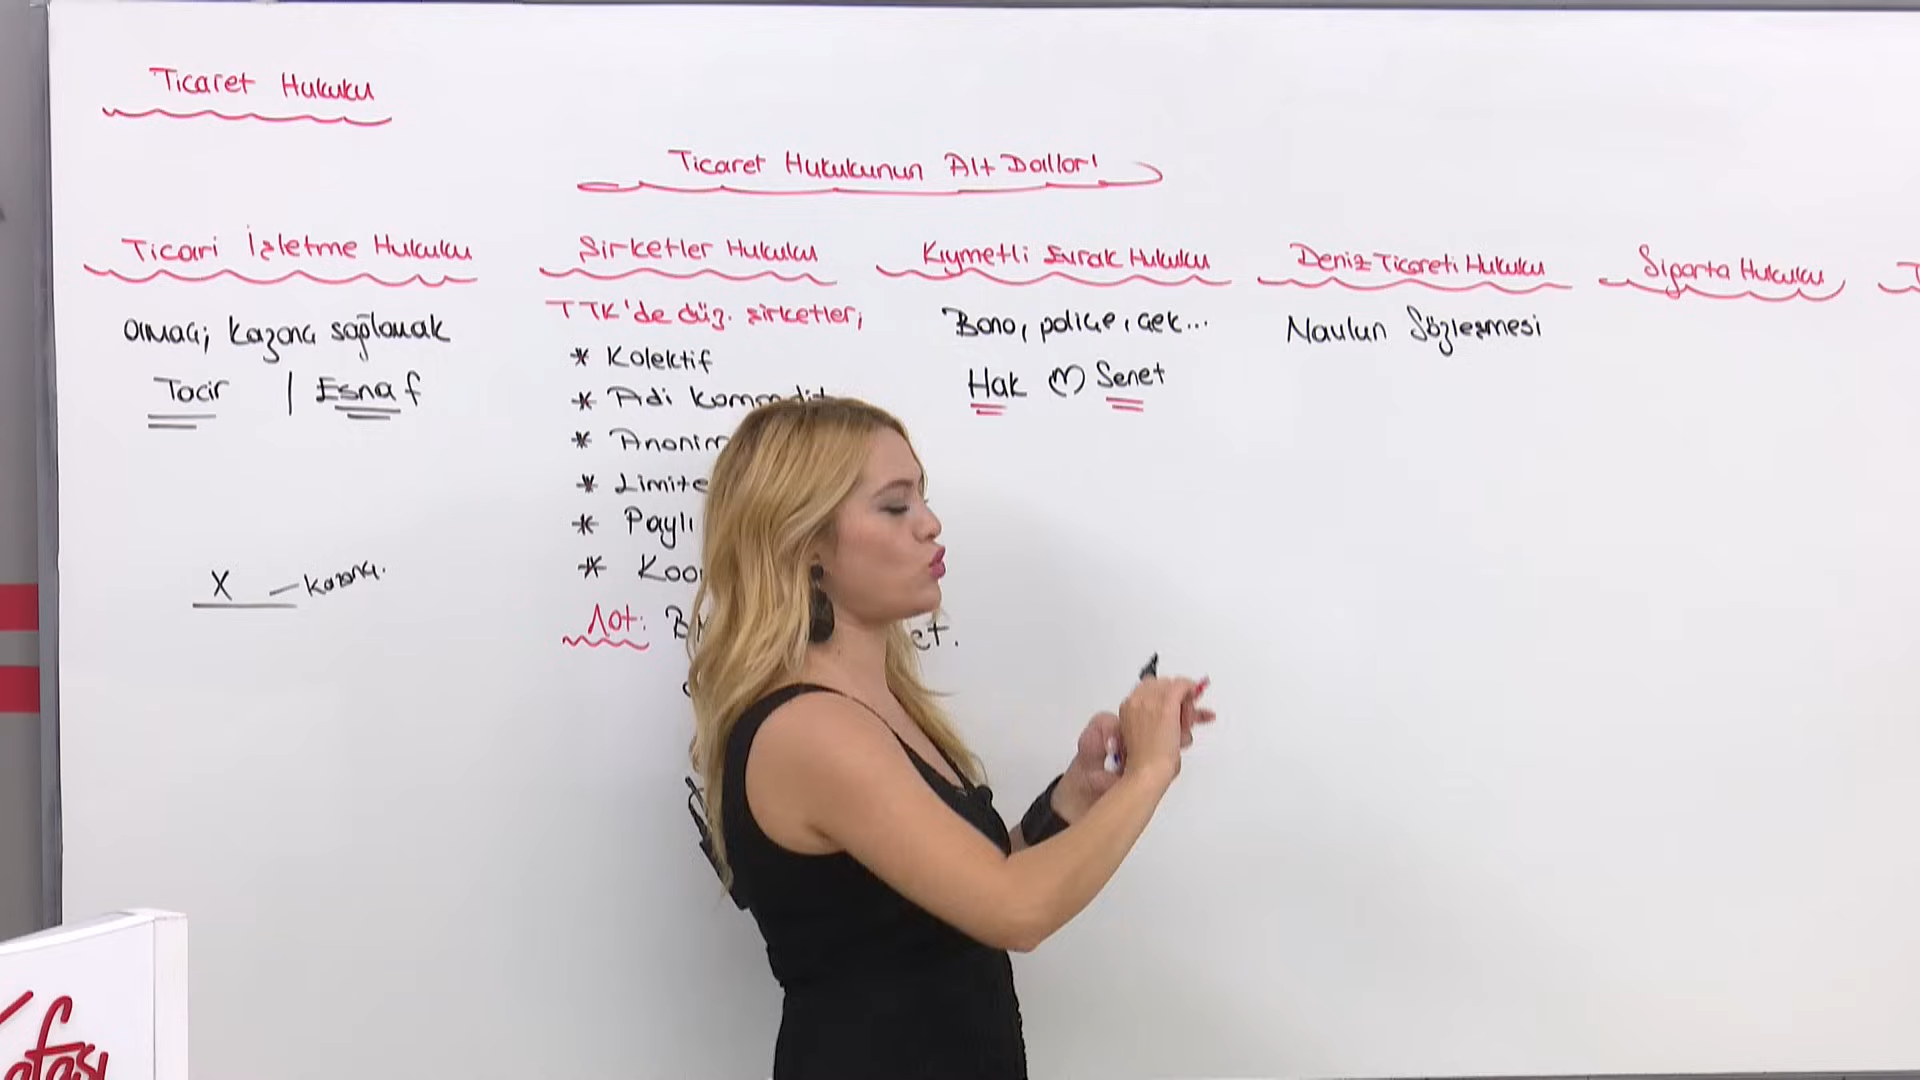 Ticaret Hukuku
Ticaret Hukukunun Alt Dalları
Ticari İşletme Hukuku
amaç; kazanç sağlamak
Tacir | Esnaf
X — kazanç.
Şirketler Hukuku
TTK'de düz. şirketler;
* Kolektif
* Adi Komandit
* Anonim
* Limite
* Paylı
* Koo
Not:
Kıymetli Evrak Hukuku
Bono, poliçe, çek...
Hak ♡ Senet
Deniz Ticareti Hukuku
Navlun Sözleşmesi
Sigorta Hukuku